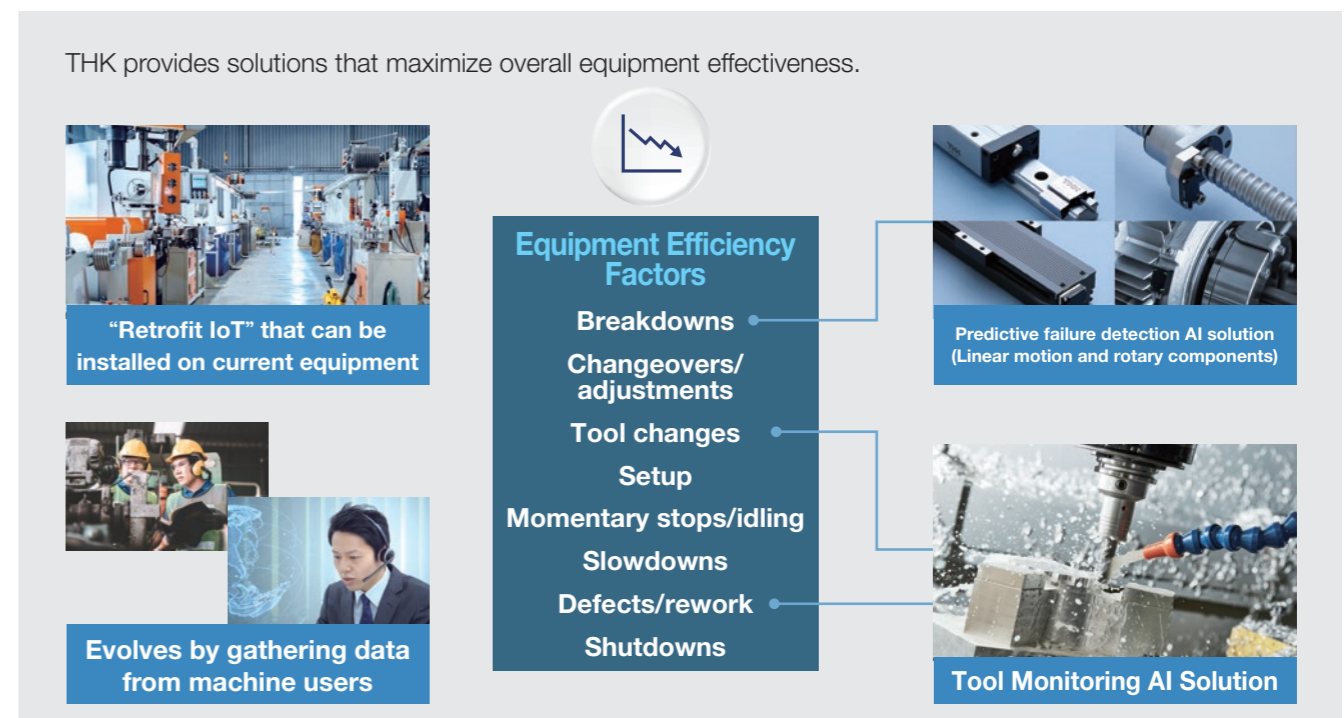 THK provides solutions that maximize overall equipment effectiveness.
“Retrofit IoT” that can be
installed on current equipment
Evolves by gathering data
from machine users
Equipment Efficiency
Factors
Breakdowns
Changeovers/
adjustments
Tool changes
Setup
Momentary stops/idling
Slowdowns
Defects/rework
Shutdowns
THK
Predictive failure detection AI solution
(Linear motion and rotary components)
Tool Monitoring AI Solution